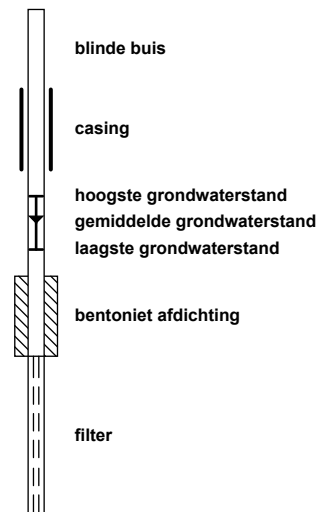 blinde buis
casing
hoogste grondwaterstand
gemiddelde grondwaterstand
laagste grondwaterstand
bentoniet afdichting
filter